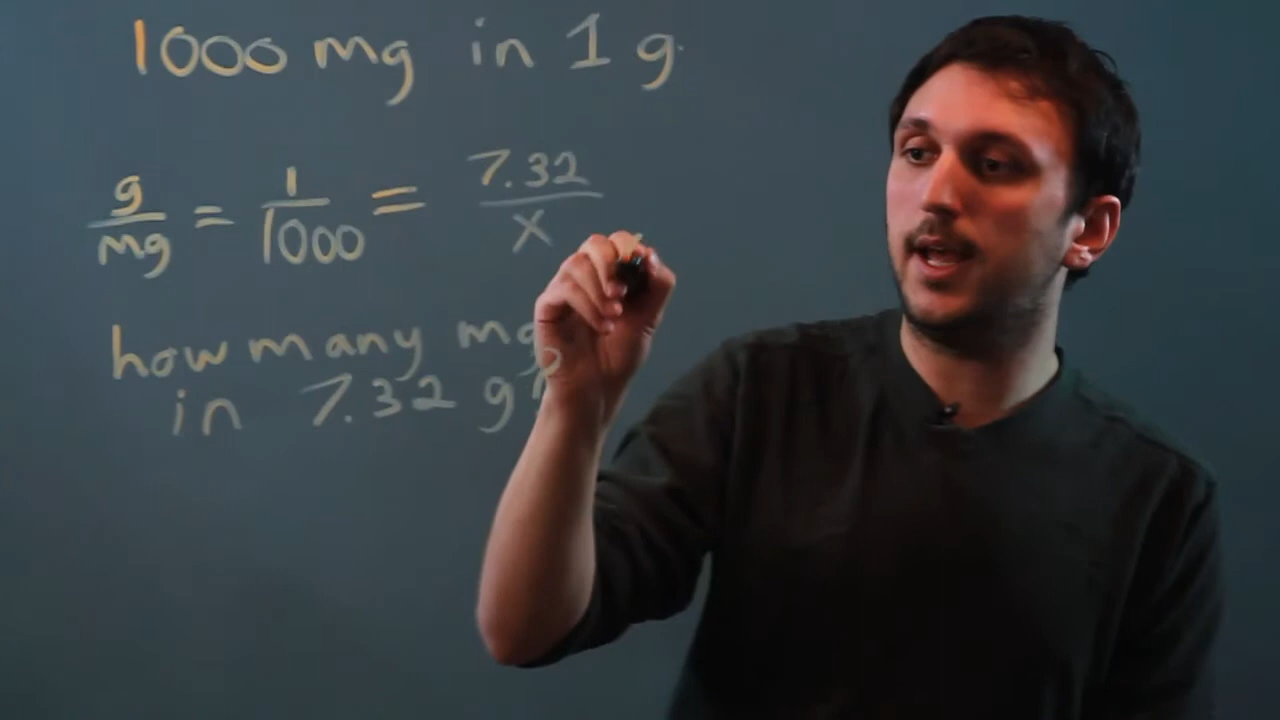 1000 mg in 1 g.
g/mg = 1/1000 = 7.32/x
how many mg
in 7.32 g?